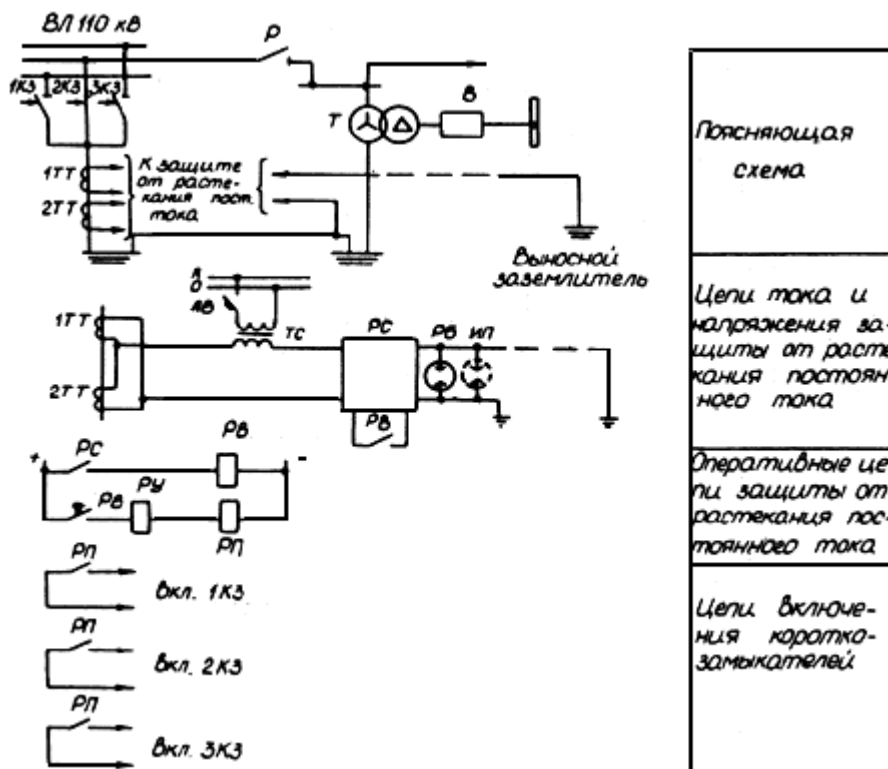 ВЛ 110 кВ
Р
1КЗ 2КЗ 3КЗ
В
Т
1ТТ
2ТТ
К защите
от расте-
кания пост.
тока
Выносной
заземлитель
Поясняющая
схема
О
АВ
ТС
1ТТ
2ТТ
РС
РВ
ИП
РВ
Цепи тока и
напряжения за-
щиты от расте
кания постоян-
ного тока
+
РС
РВ
-
РВ
РУ
РП
Оперативные це
пи защиты от
растекания пос-
тоянного тока
РП
Вкл. 1КЗ
РП
Вкл. 2КЗ
РП
Вкл. 3КЗ
Цепи включе-
ния коротко-
замыкателей